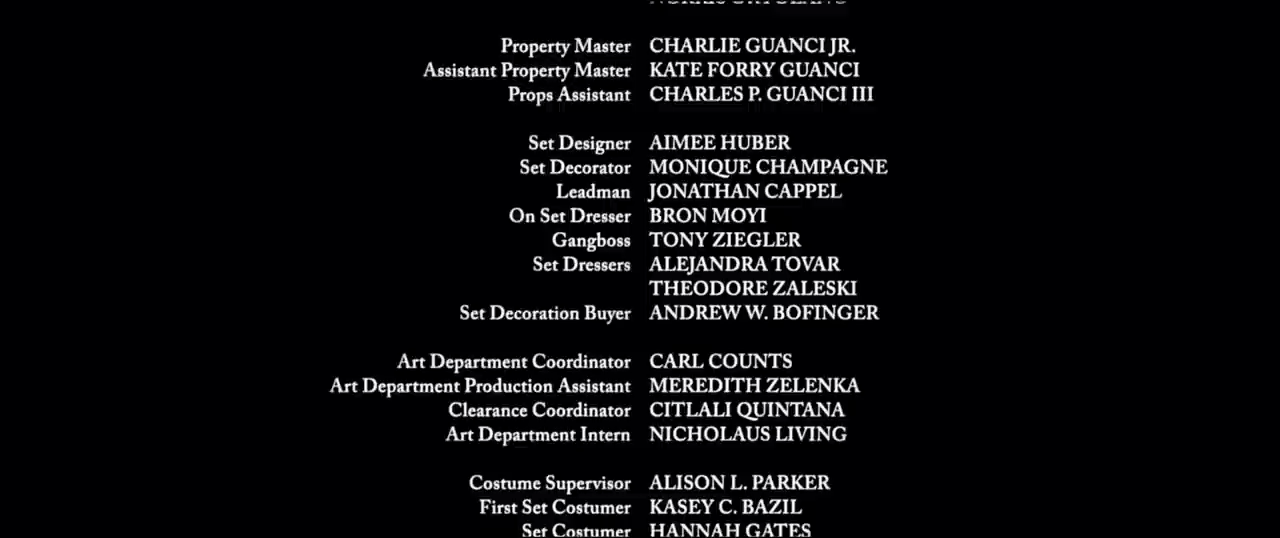 Property Master CHARLIE GUANCI JR.
Assistant Property Master KATE FORRY GUANCI
Props Assistant CHARLES P. GUANCI III
Set Designer AIMEE HUBER
Set Decorator MONIQUE CHAMPAGNE
Leadman JONATHAN CAPPEL
On Set Dresser BRON MOYI
Gangboss TONY ZIEGLER
Set Dressers ALEJANDRA TOVAR
THEODORE ZALESKI
Set Decoration Buyer ANDREW W. BOFINGER
Art Department Coordinator CARL COUNTS
Art Department Production Assistant MEREDITH ZELENKA
Clearance Coordinator CITLALI QUINTANA
Art Department Intern NICHOLAUS LIVING
Costume Supervisor ALISON L. PARKER
First Set Costumer KASEY C. BAZIL
Set Costumer HANNAH GATES